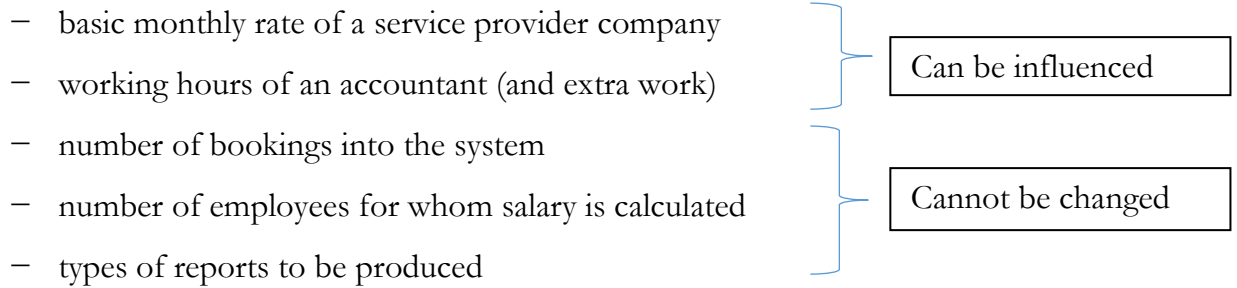 − basic monthly rate of a service provider company
− working hours of an accountant (and extra work)
Can be influenced
− number of bookings into the system
− number of employees for whom salary is calculated
− types of reports to be produced
Cannot be changed